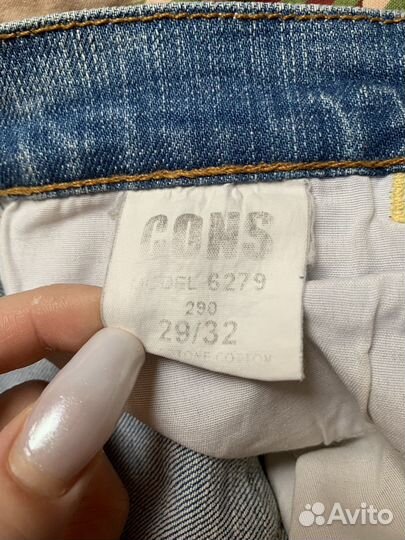 CONS
MODEL 6279
290
29/32
STONE COTTON
Avito